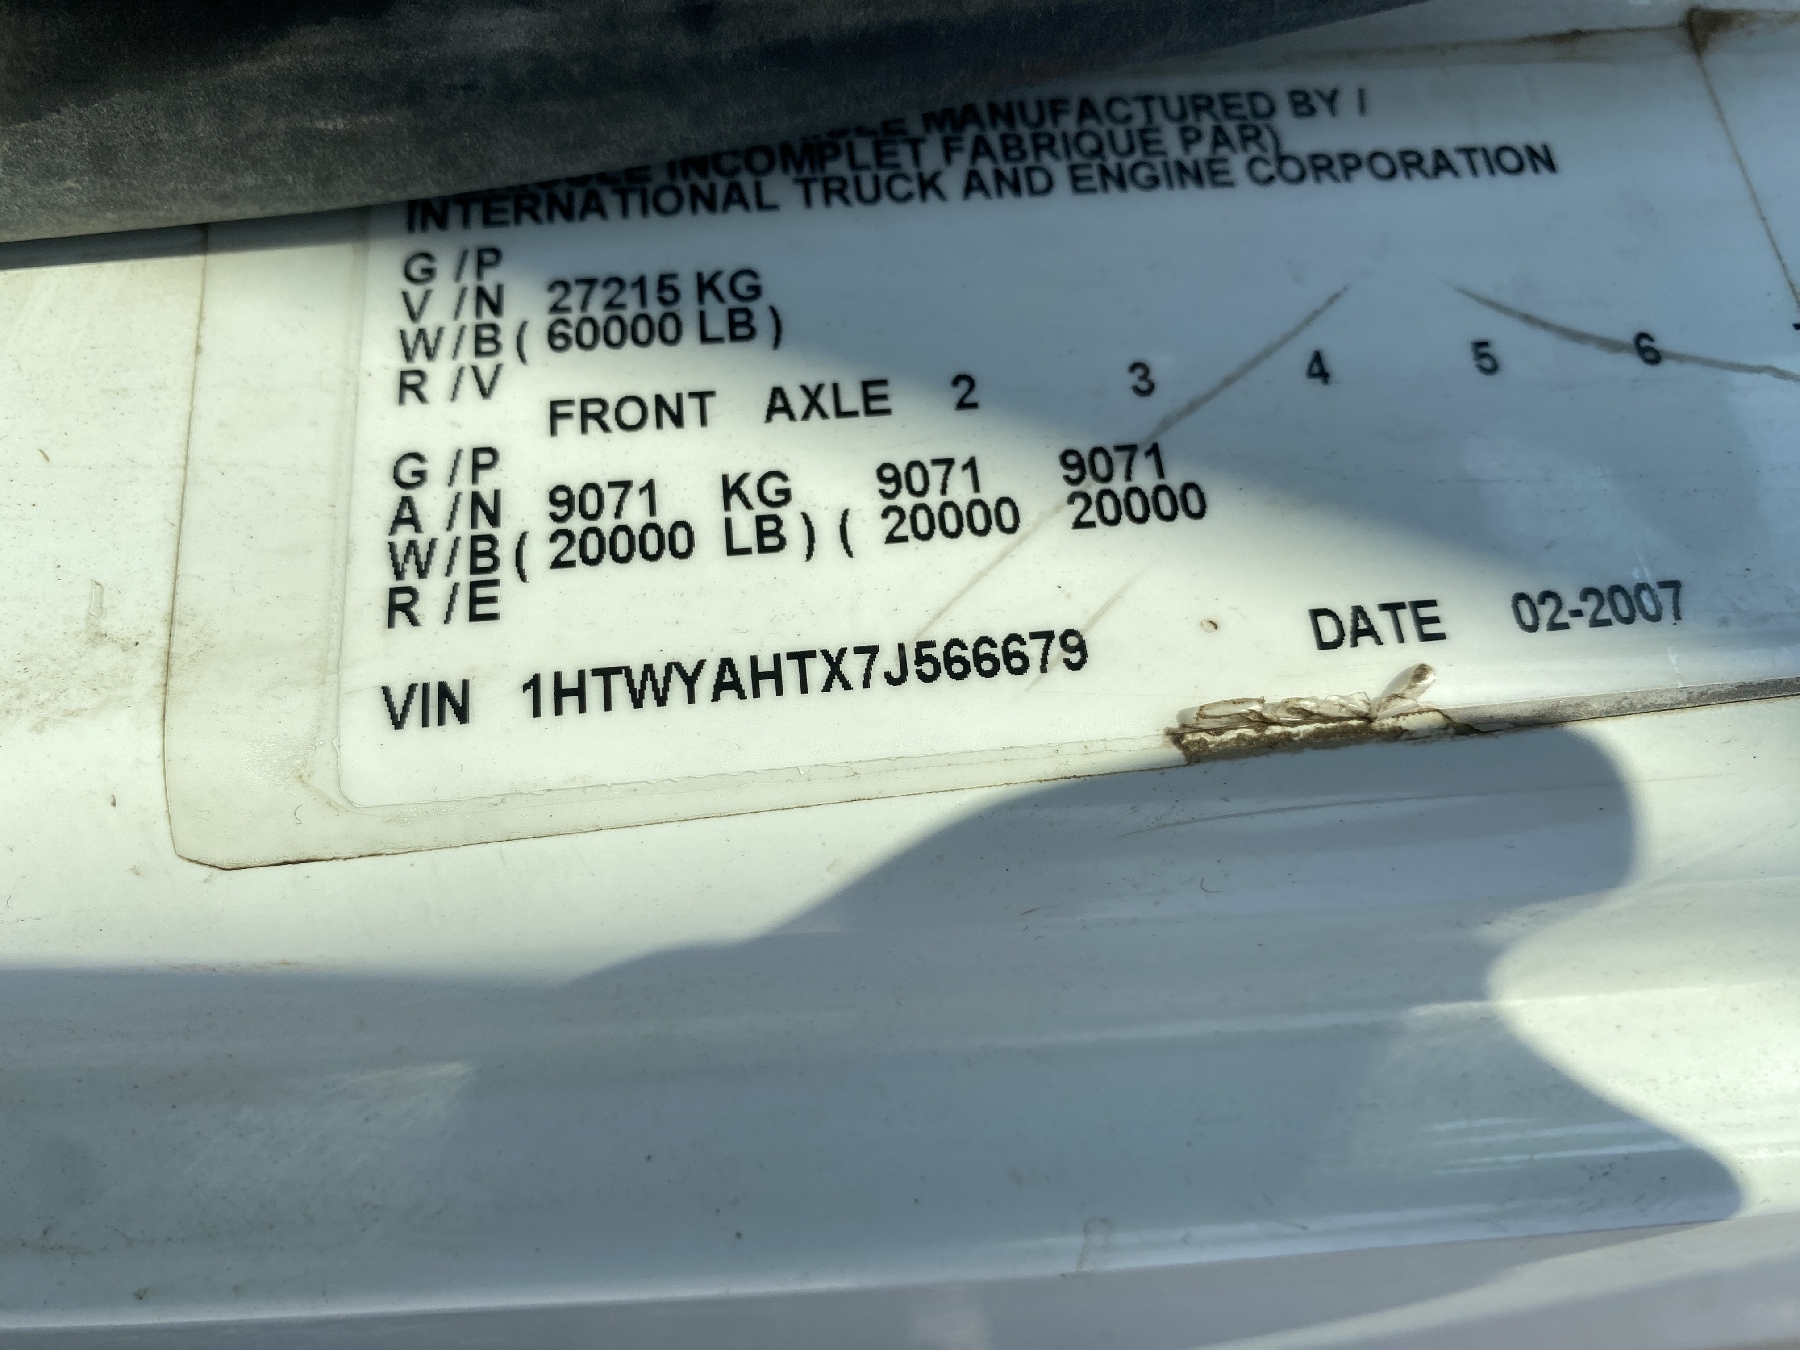 MANUFACTURED BY /
INCOMPLET FABRIQUE PAR)
INTERNATIONAL TRUCK AND ENGINE CORPORATION
G /P
V /N 27215 KG
W/B ( 60000 LB )
R /V
FRONT AXLE 2 3 4 5 6
G /P
A /N 9071 KG 9071 9071
W/B ( 20000 LB ) ( 20000 20000
R /E
VIN 1HTWYAHTX7J566679 DATE 02-2007